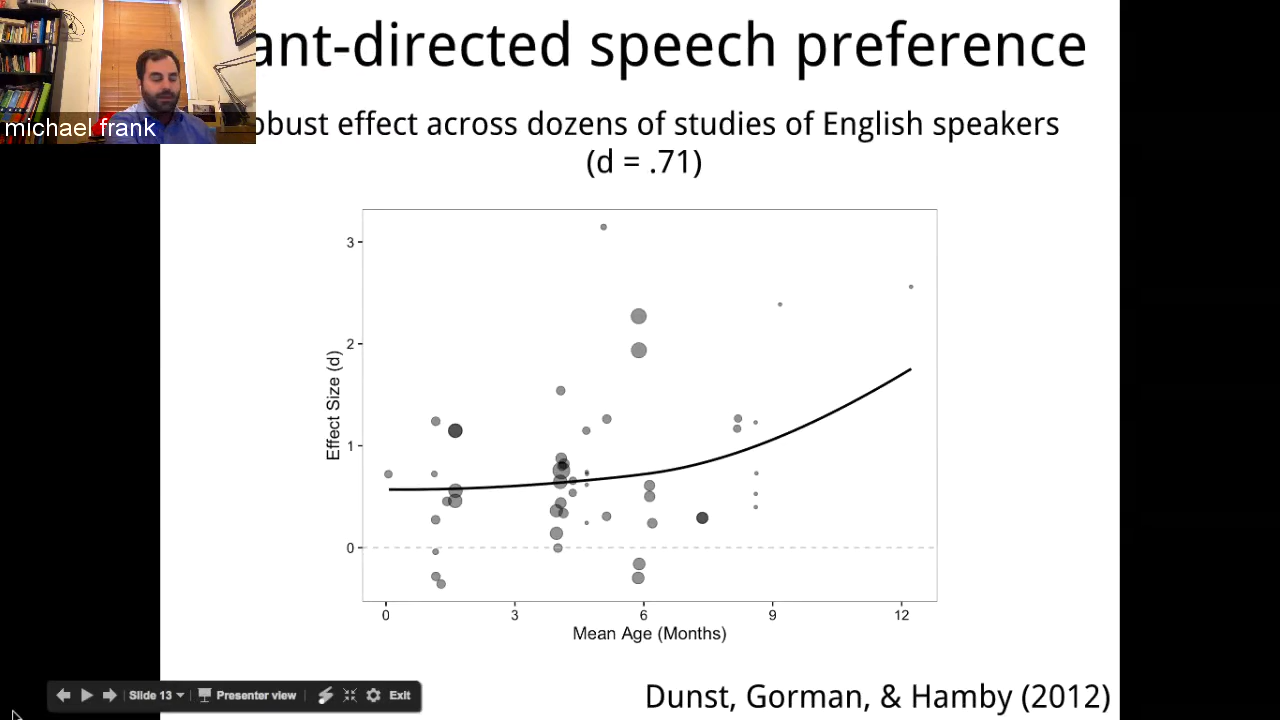 ant-directed speech preference
obust effect across dozens of studies of English speakers
(d = .71)
michael frank
3
2
1
0
Effect Size (d)
0 3 6 9 12
Mean Age (Months)
Slide 13 Presenter view Exit
Dunst, Gorman, & Hamby (2012)